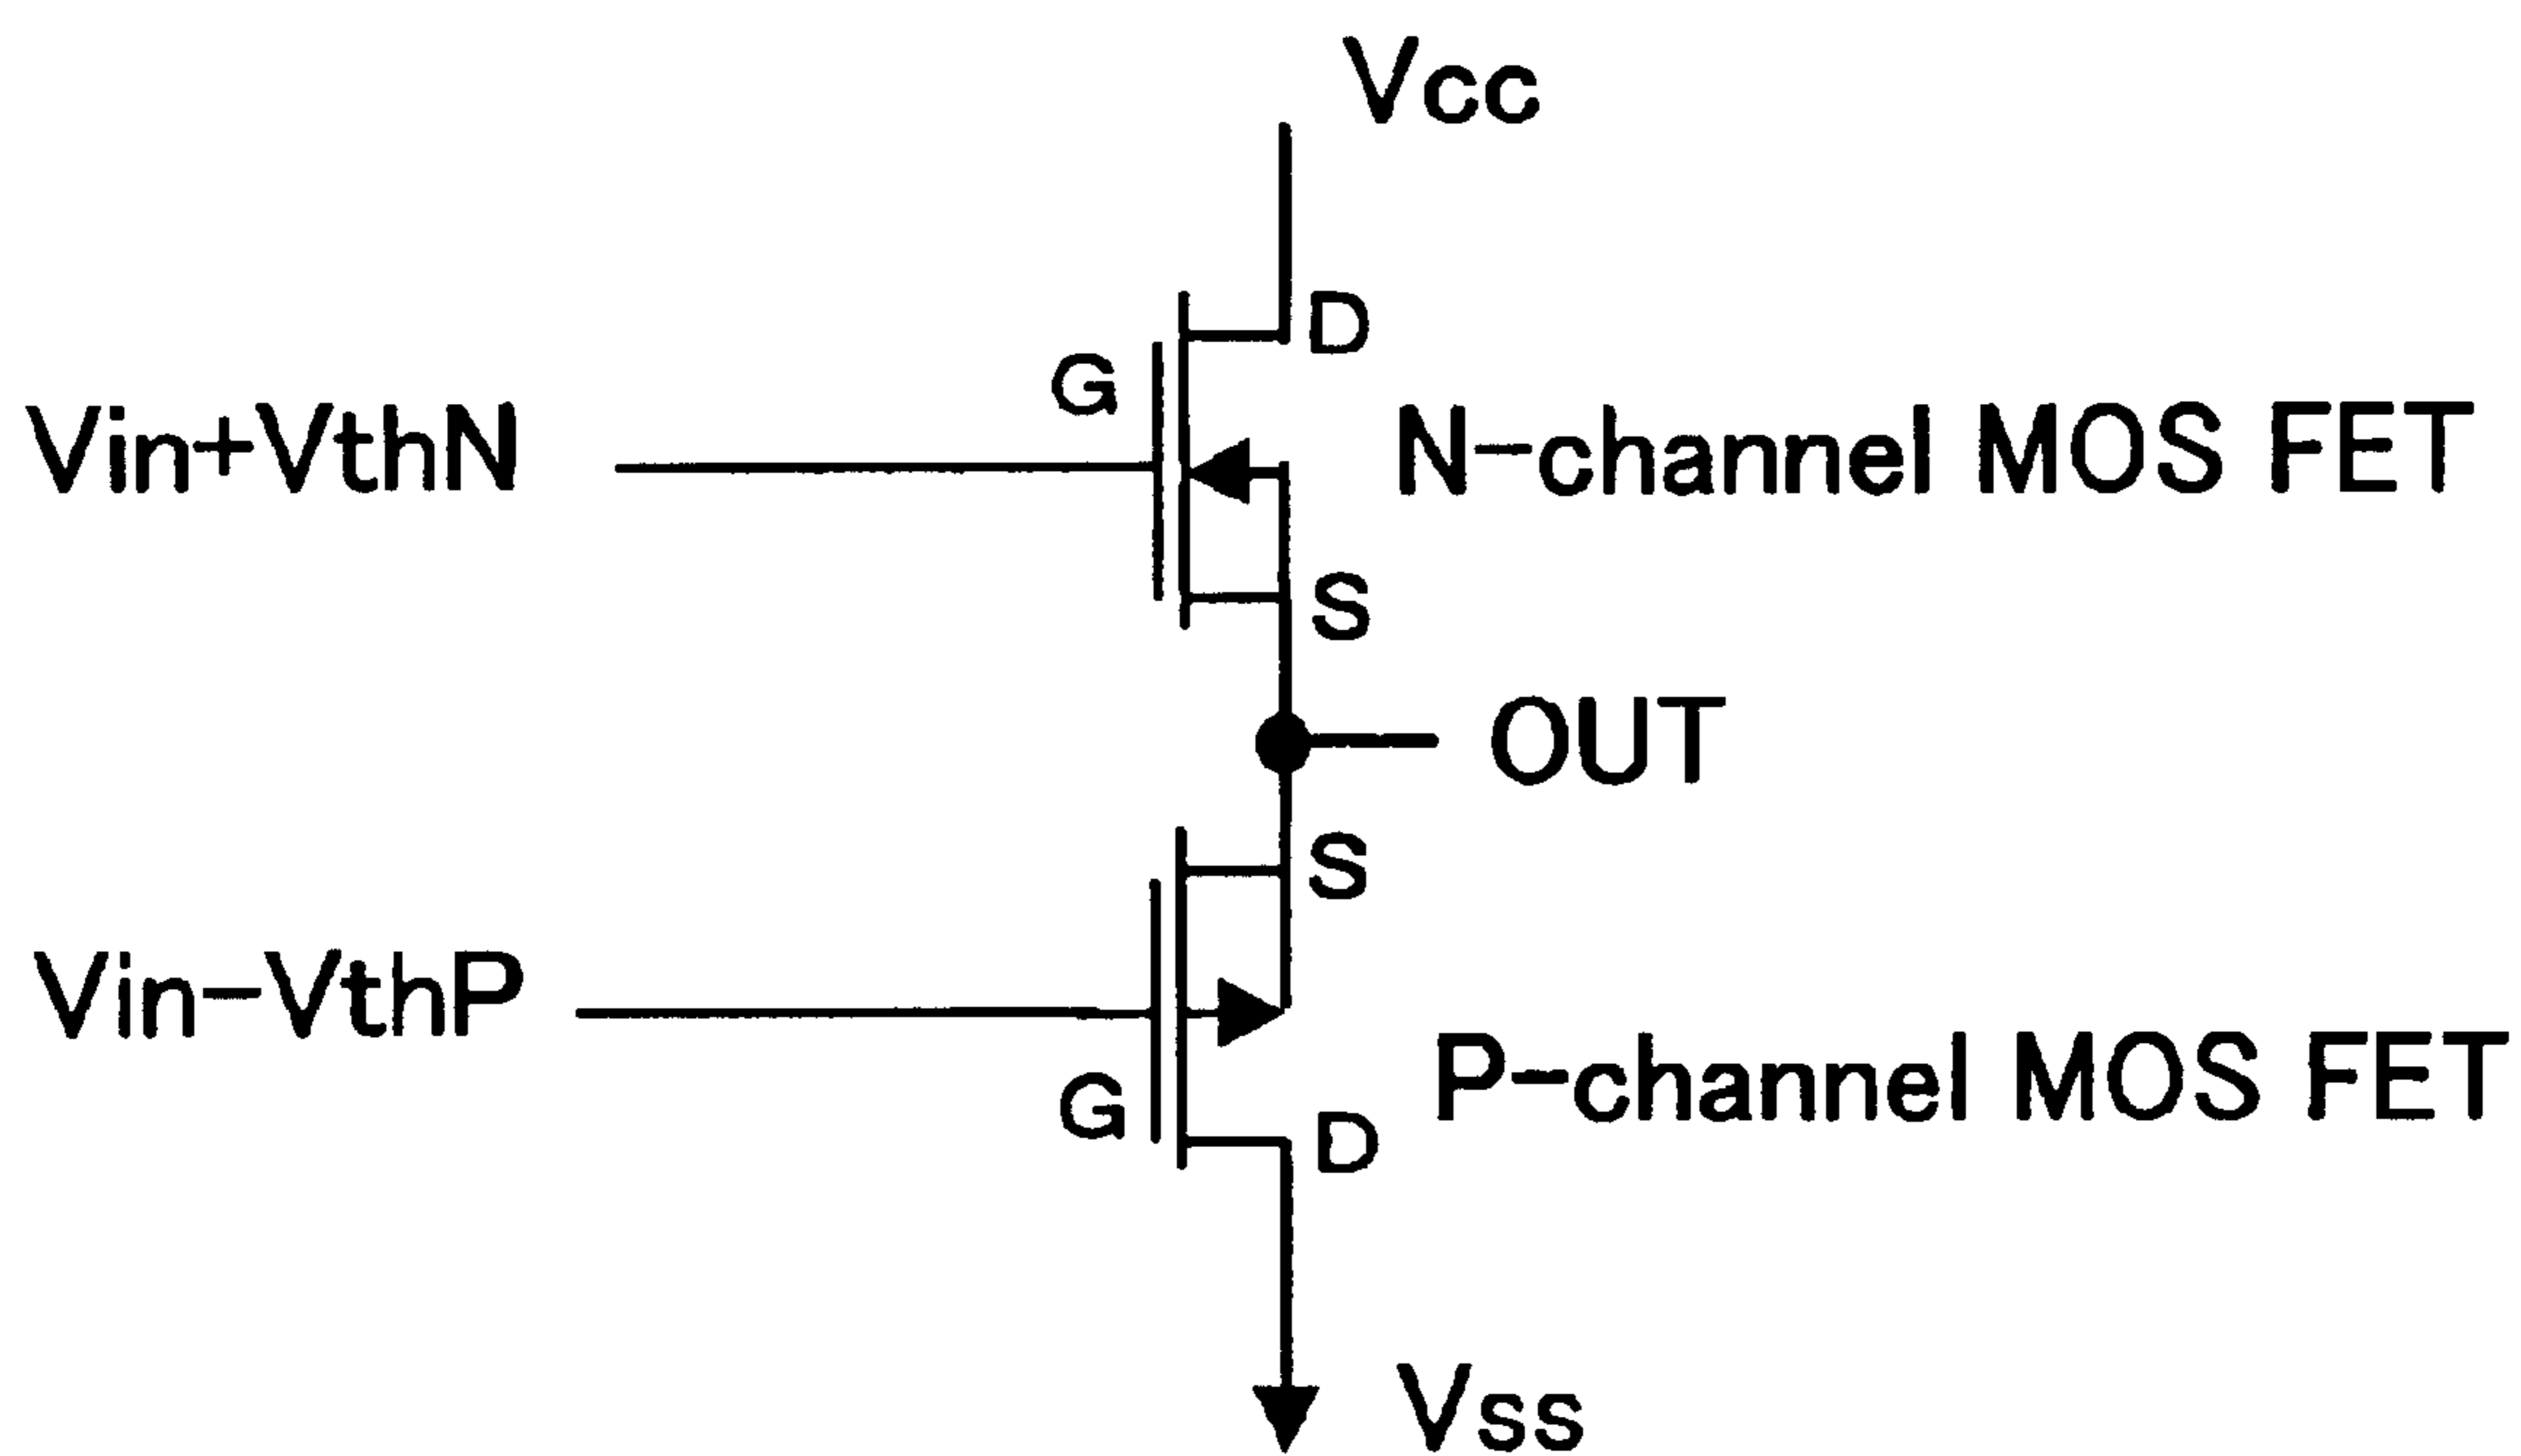 Vcc
D
G
Vin+VthN
N-channel MOS FET
S
OUT
S
Vin-VthP
P-channel MOS FET
G
D
Vss